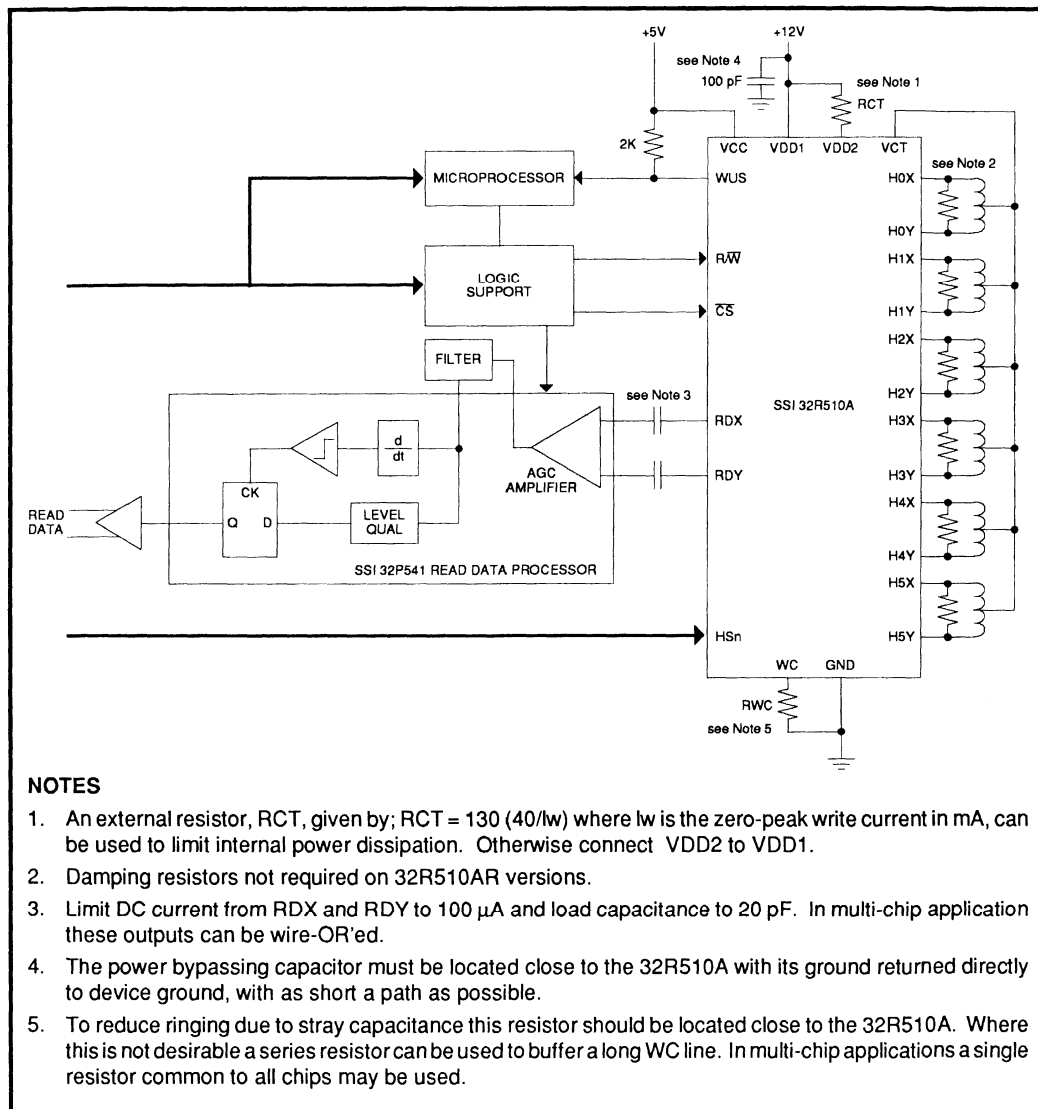 +5V
+12V
see Note 4
100 pF
see Note 1
RCT
2K
VCC VDD1 VDD2 VCT
MICROPROCESSOR
WUS
see Note 2
H0X
H0Y
LOGIC
SUPPORT
R/W̅
C̅S̅
H1X
H1Y
FILTER
H2X
H2Y
see Note 3
RDX
SSI 32R510A
H3X
d
dt
AGC
AMPLIFIER
RDY
H3Y
CK
Q D
LEVEL
QUAL
READ
DATA
H4X
H4Y
SSI 32P541 READ DATA PROCESSOR
H5X
HSn
H5Y
WC GND
RWC
see Note 5
NOTES
1. An external resistor, RCT, given by; RCT = 130 (40/Iw) where Iw is the zero-peak write current in mA, can
be used to limit internal power dissipation. Otherwise connect VDD2 to VDD1.
2. Damping resistors not required on 32R510AR versions.
3. Limit DC current from RDX and RDY to 100 µA and load capacitance to 20 pF. In multi-chip application
these outputs can be wire-OR'ed.
4. The power bypassing capacitor must be located close to the 32R510A with its ground returned directly
to device ground, with as short a path as possible.
5. To reduce ringing due to stray capacitance this resistor should be located close to the 32R510A. Where
this is not desirable a series resistor can be used to buffer a long WC line. In multi-chip applications a single
resistor common to all chips may be used.